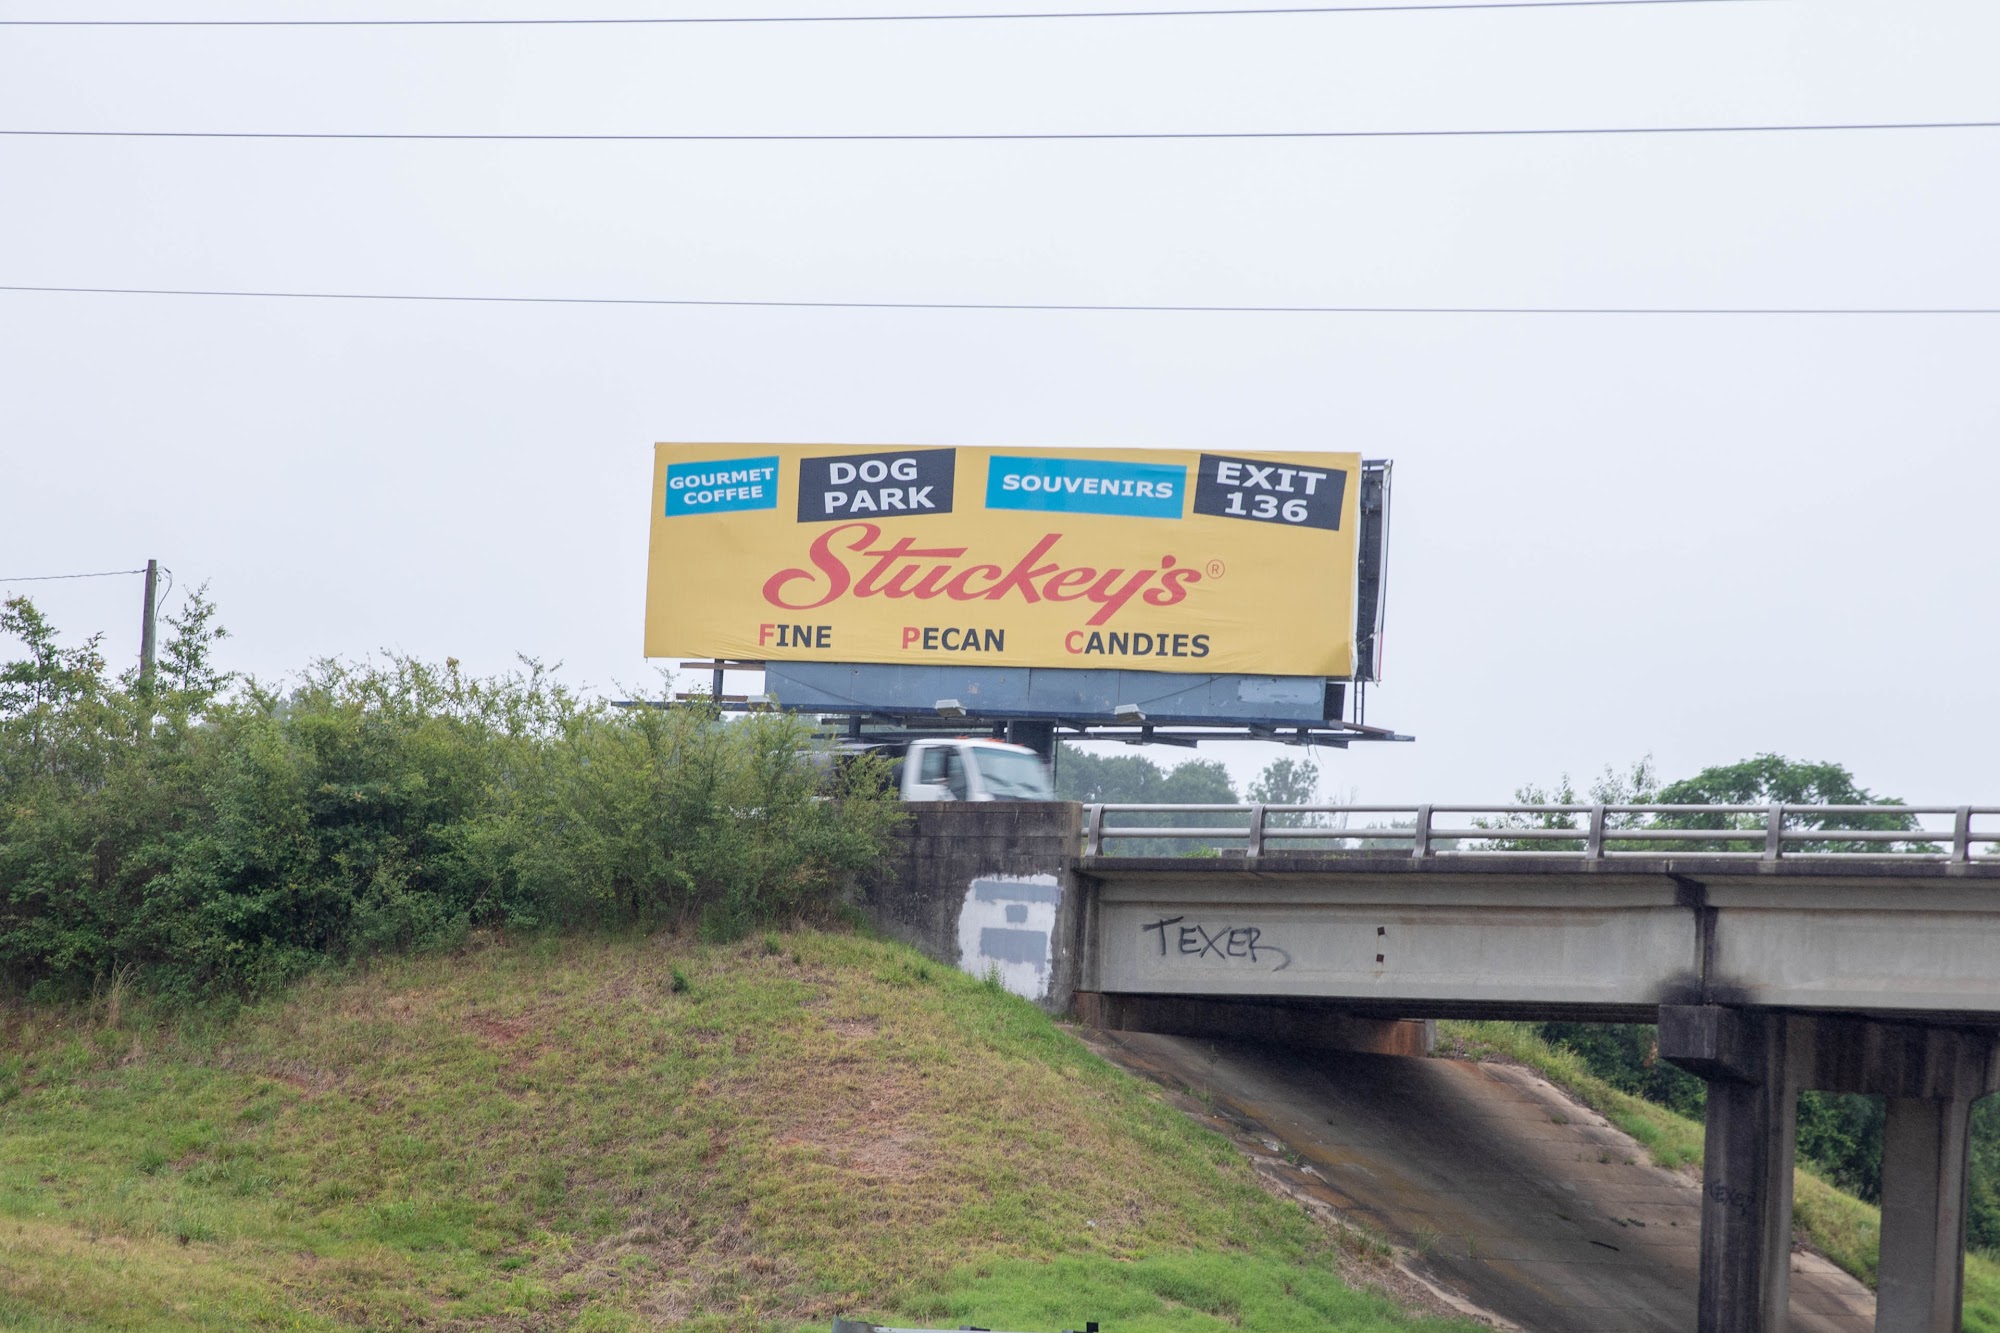 GOURMET
COFFEE
DOG
PARK
SOUVENIRS
EXIT
136
Stuckey's®
FINE PECAN CANDIES
TEXER